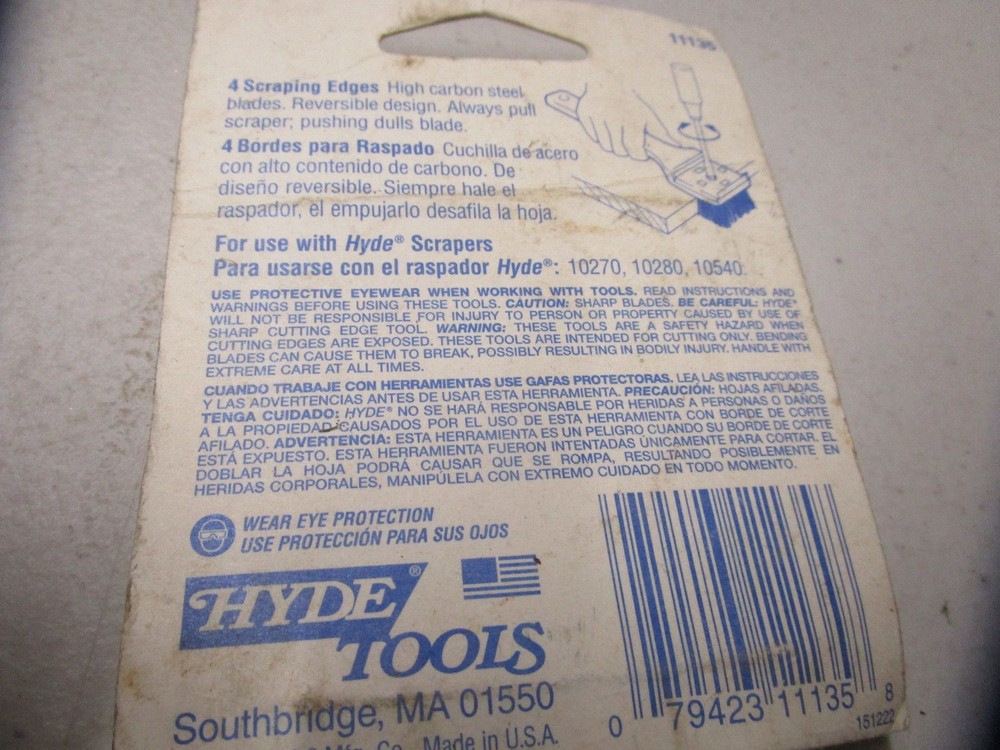 11135
4 Scraping Edges High carbon steel
blades. Reversible design. Always pull
scraper; pushing dulls blade.
4 Bordes para Raspado Cuchilla de acero
con alto contenido de carbono. De
diseño reversible. Siempre hale el
raspador, el empujarlo desafila la hoja.
For use with Hyde® Scrapers
Para usarse con el raspador Hyde®: 10270, 10280, 10540.
USE PROTECTIVE EYEWEAR WHEN WORKING WITH TOOLS. READ INSTRUCTIONS AND
WARNINGS BEFORE USING THESE TOOLS. CAUTION: SHARP BLADES. BE CAREFUL: HYDE®
WILL NOT BE RESPONSIBLE FOR INJURY TO PERSON OR PROPERTY CAUSED BY USE OF
SHARP CUTTING EDGE TOOL. WARNING: THESE TOOLS ARE A SAFETY HAZARD WHEN
CUTTING EDGES ARE EXPOSED. THESE TOOLS ARE INTENDED FOR CUTTING ONLY. BENDING
BLADES CAN CAUSE THEM TO BREAK, POSSIBLY RESULTING IN BODILY INJURY. HANDLE WITH
EXTREME CARE AT ALL TIMES.
CUANDO TRABAJE CON HERRAMIENTAS USE GAFAS PROTECTORAS. LEA LAS INSTRUCCIONES
Y LAS ADVERTENCIAS ANTES DE USAR ESTA HERRAMIENTA. PRECAUCIÓN: HOJAS AFILADAS.
TENGA CUIDADO: HYDE® NO SE HARÁ RESPONSABLE POR HERIDAS A PERSONAS O DAÑOS
A LA PROPIEDAD CAUSADOS POR EL USO DE ESTA HERRAMIENTA CON BORDE DE CORTE
AFILADO. ADVERTENCIA: ESTA HERRAMIENTA ES UN PELIGRO CUANDO SU BORDE DE CORTE
ESTÁ EXPUESTO. ESTA HERRAMIENTA FUERON INTENTADAS ÚNICAMENTE PARA CORTAR. EL
DOBLAR LA HOJA PODRÁ CAUSAR QUE SE ROMPA, RESULTANDO POSIBLEMENTE EN
HERIDAS CORPORALES, MANIPÚLELA CON EXTREMO CUIDADO EN TODO MOMENTO.
WEAR EYE PROTECTION
USE PROTECCIÓN PARA SUS OJOS
HYDE®
TOOLS
Southbridge, MA 01550
Mfg. Co. Made in U.S.A.
0 79423 11135 8
151222